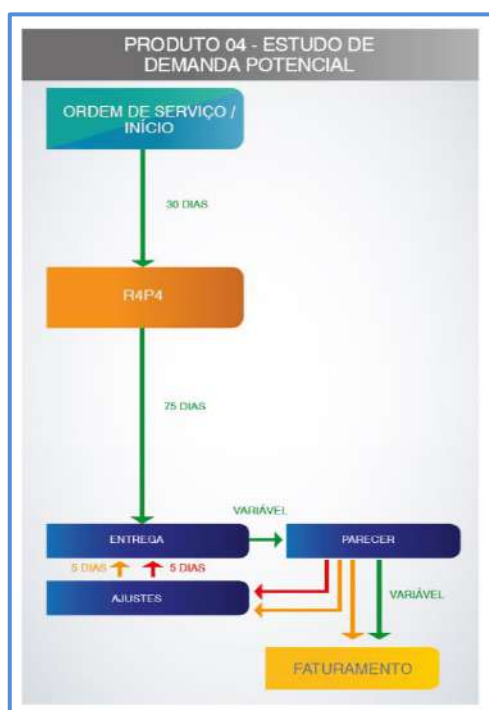 PRODUTO 04 - ESTUDO DE
DEMANDA POTENCIAL
ORDEM DE SERVIÇO /
INÍCIO
30 DIAS
R4P4
75 DIAS
VARIÁVEL
ENTREGA
PARECER
5 DIAS
5 DIAS
AJUSTES
VARIÁVEL
FATURAMENTO